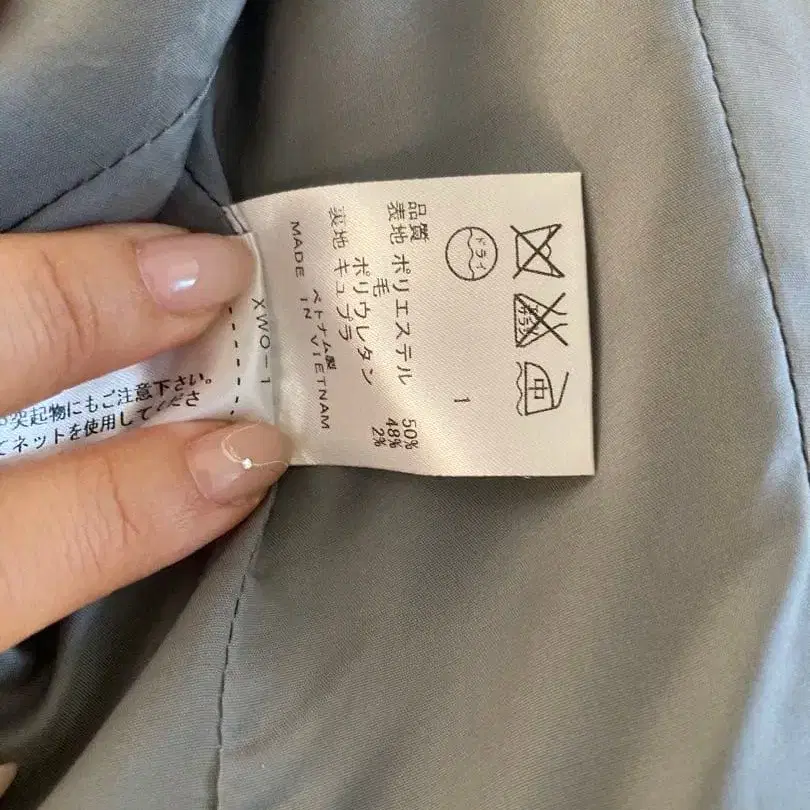 中
ドライ
1
品質
表地 ポリエステル 50%
毛 48%
ポリウレタン 2%
裏地 キュプラ
ベトナム製
MADE IN VIETNAM
XWO-1
突起物にもご注意下さい。
てネットを使用してくださ